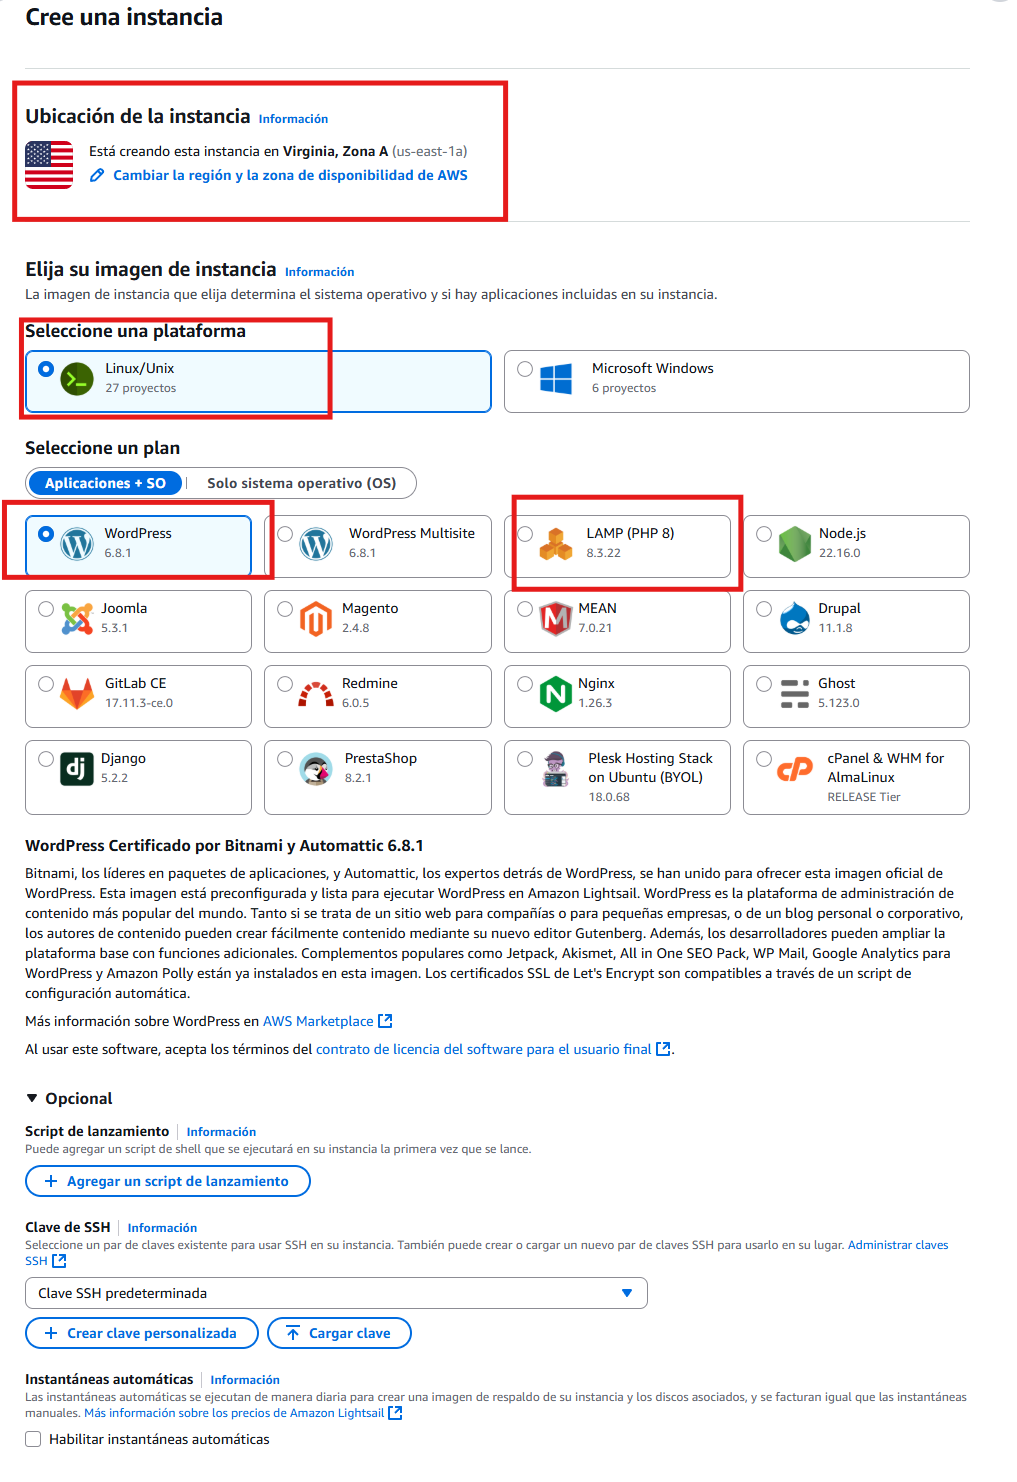 Cree una instancia
Ubicación de la instancia Información
Está creando esta instancia en Virginia, Zona A (us-east-1a)
Cambiar la región y la zona de disponibilidad de AWS
Elija su imagen de instancia Información
La imagen de instancia que elija determina el sistema operativo y si hay aplicaciones incluidas en su instancia.
Seleccione una plataforma
Linux/Unix
27 proyectos
Microsoft Windows
6 proyectos
Seleccione un plan
Aplicaciones + SO
Solo sistema operativo (OS)
WordPress
6.8.1
WordPress Multisite
6.8.1
LAMP (PHP 8)
8.3.22
Node.js
22.16.0
Joomla
5.3.1
Magento
2.4.8
MEAN
7.0.21
Drupal
11.1.8
GitLab CE
17.11.3-ce.0
Redmine
6.0.5
Nginx
1.26.3
Ghost
5.123.0
dj
Django
5.2.2
PrestaShop
8.2.1
Plesk Hosting Stack
on Ubuntu (BYOL)
18.0.68
cP
cPanel & WHM for
AlmaLinux
RELEASE Tier
WordPress Certificado por Bitnami y Automattic 6.8.1
Bitnami, los líderes en paquetes de aplicaciones, y Automattic, los expertos detrás de WordPress, se han unido para ofrecer esta imagen oficial de
WordPress. Esta imagen está preconfigurada y lista para ejecutar WordPress en Amazon Lightsail. WordPress es la plataforma de administración de
contenido más popular del mundo. Tanto si se trata de un sitio web para compañías o para pequeñas empresas, o de un blog personal o corporativo,
los autores de contenido pueden crear fácilmente contenido mediante su nuevo editor Gutenberg. Además, los desarrolladores pueden ampliar la
plataforma base con funciones adicionales. Complementos populares como Jetpack, Akismet, All in One SEO Pack, WP Mail, Google Analytics para
WordPress y Amazon Polly están ya instalados en esta imagen. Los certificados SSL de Let's Encrypt son compatibles a través de un script de
configuración automática.
Más información sobre WordPress en AWS Marketplace
Al usar este software, acepta los términos del contrato de licencia del software para el usuario final.
Opcional
Script de lanzamiento Información
Puede agregar un script de shell que se ejecutará en su instancia la primera vez que se lance.
Agregar un script de lanzamiento
Clave de SSH Información
Seleccione un par de claves existente para usar SSH en su instancia. También puede crear o cargar un nuevo par de claves SSH para usarlo en su lugar. Administrar claves
SSH
Clave SSH predeterminada
Crear clave personalizada
Cargar clave
Instantáneas automáticas Información
Las instantáneas automáticas se ejecutan de manera diaria para crear una imagen de respaldo de su instancia y los discos asociados, y se facturan igual que las instantáneas
manuales. Más información sobre los precios de Amazon Lightsail
Habilitar instantáneas automáticas